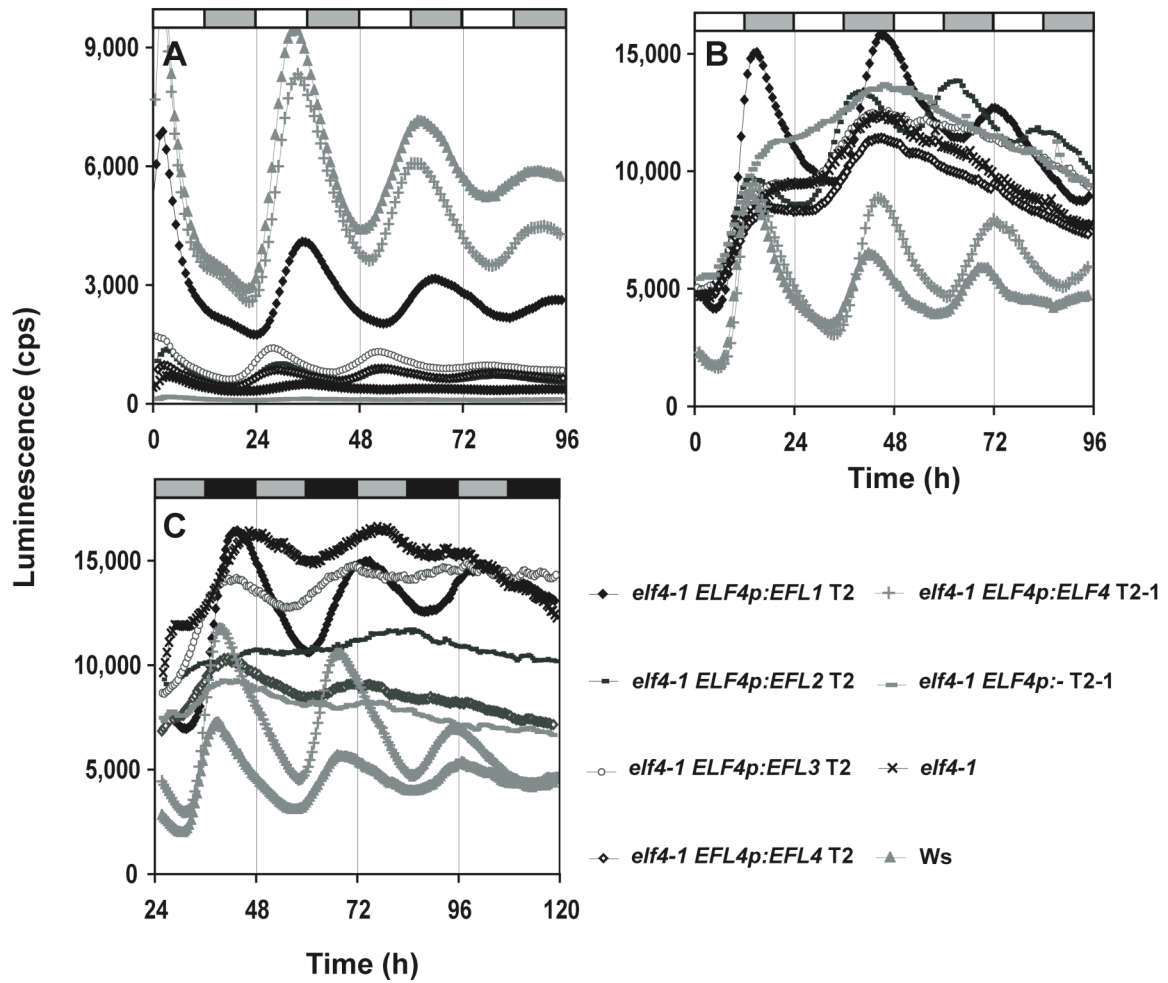 A
9,000
6,000
3,000
0
0 24 48 72 96
B
15,000
10,000
5,000
0
0 24 48 72 96
Time (h)
Luminescence (cps)
C
15,000
10,000
5,000
0
24 48 72 96 120
Time (h)
elf4-1 ELF4p:EFL1 T2
elf4-1 ELF4p:ELF4 T2-1
elf4-1 ELF4p:EFL2 T2
elf4-1 ELF4p:- T2-1
elf4-1 ELF4p:EFL3 T2
elf4-1
elf4-1 EFL4p:EFL4 T2
Ws